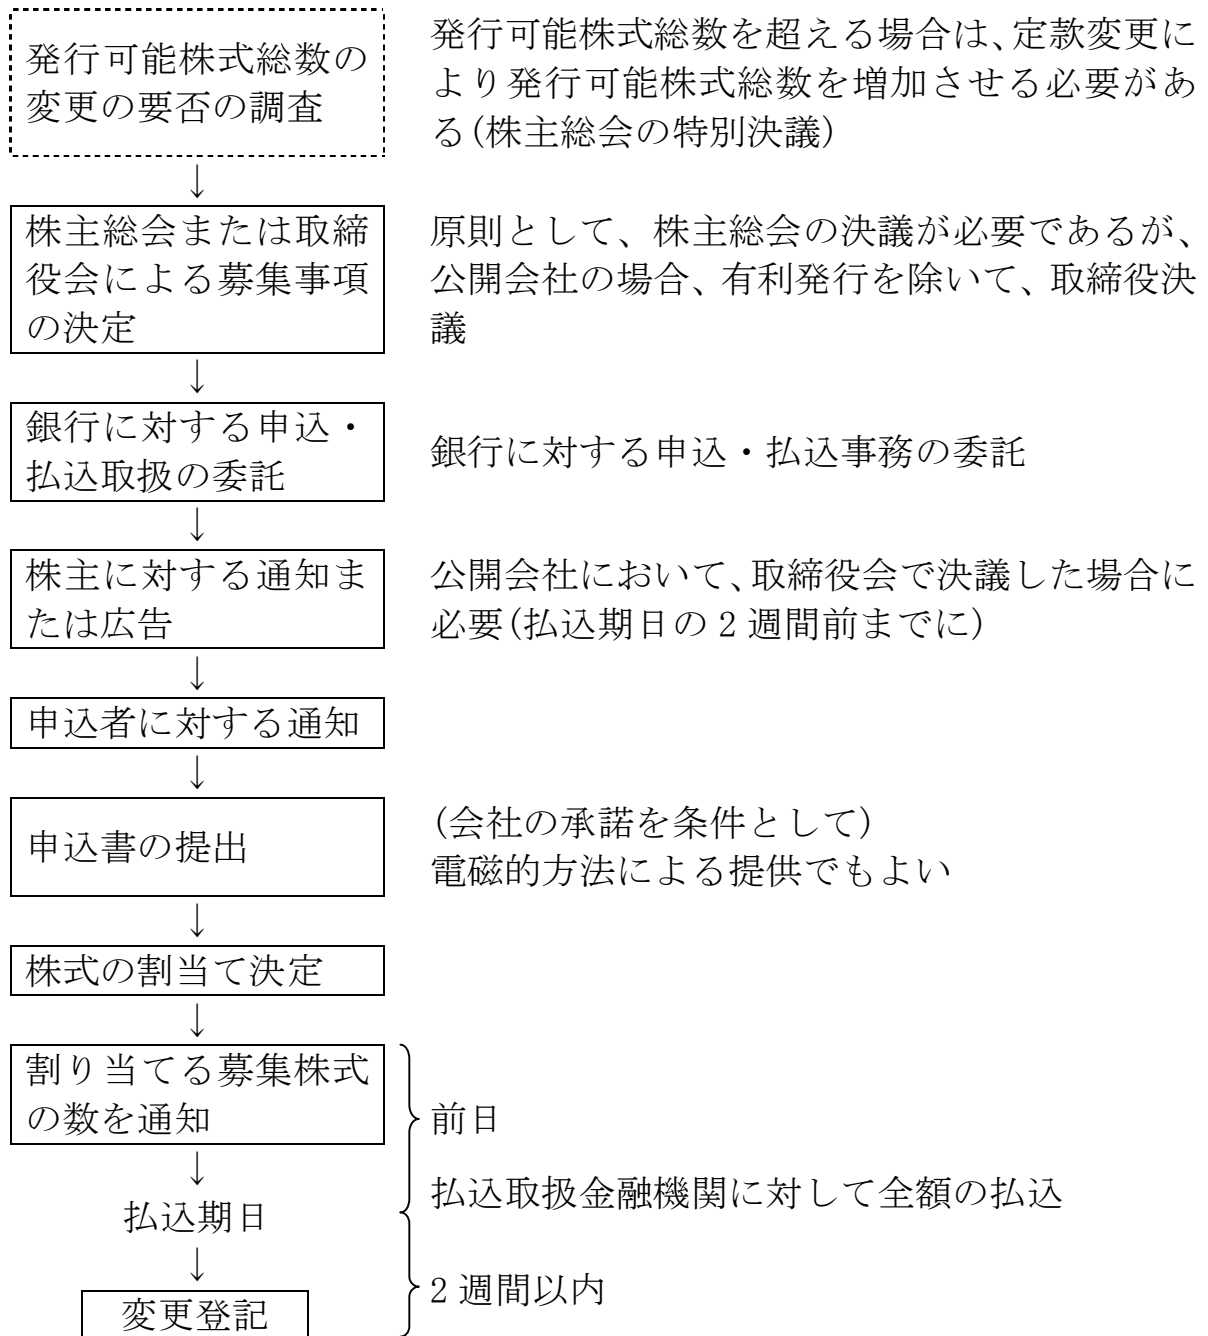 発行可能株式総数の
変更の要否の調査
発行可能株式総数を超える場合は、定款変更に
より発行可能株式総数を増加させる必要があ
る(株主総会の特別決議)
↓
株主総会または取締
役会による募集事項
の決定
原則として、株主総会の決議が必要であるが、
公開会社の場合、有利発行を除いて、取締役決
議
↓
銀行に対する申込・
払込取扱の委託
銀行に対する申込・払込事務の委託
↓
株主に対する通知ま
たは広告
公開会社において、取締役会で決議した場合に
必要(払込期日の2週間前までに)
↓
申込者に対する通知
↓
申込書の提出
(会社の承諾を条件として)
電磁的方法による提供でもよい
↓
株式の割当て決定
↓
割り当てる募集株式
の数を通知
前日
↓
払込取扱金融機関に対して全額の払込
払込期日
↓
2週間以内
変更登記